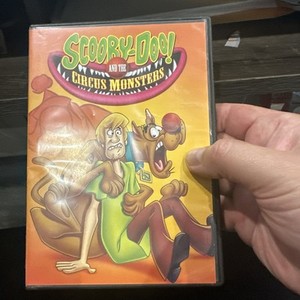 SCOOBY-DOO!
AND THE
CIRCUS MONSTERS